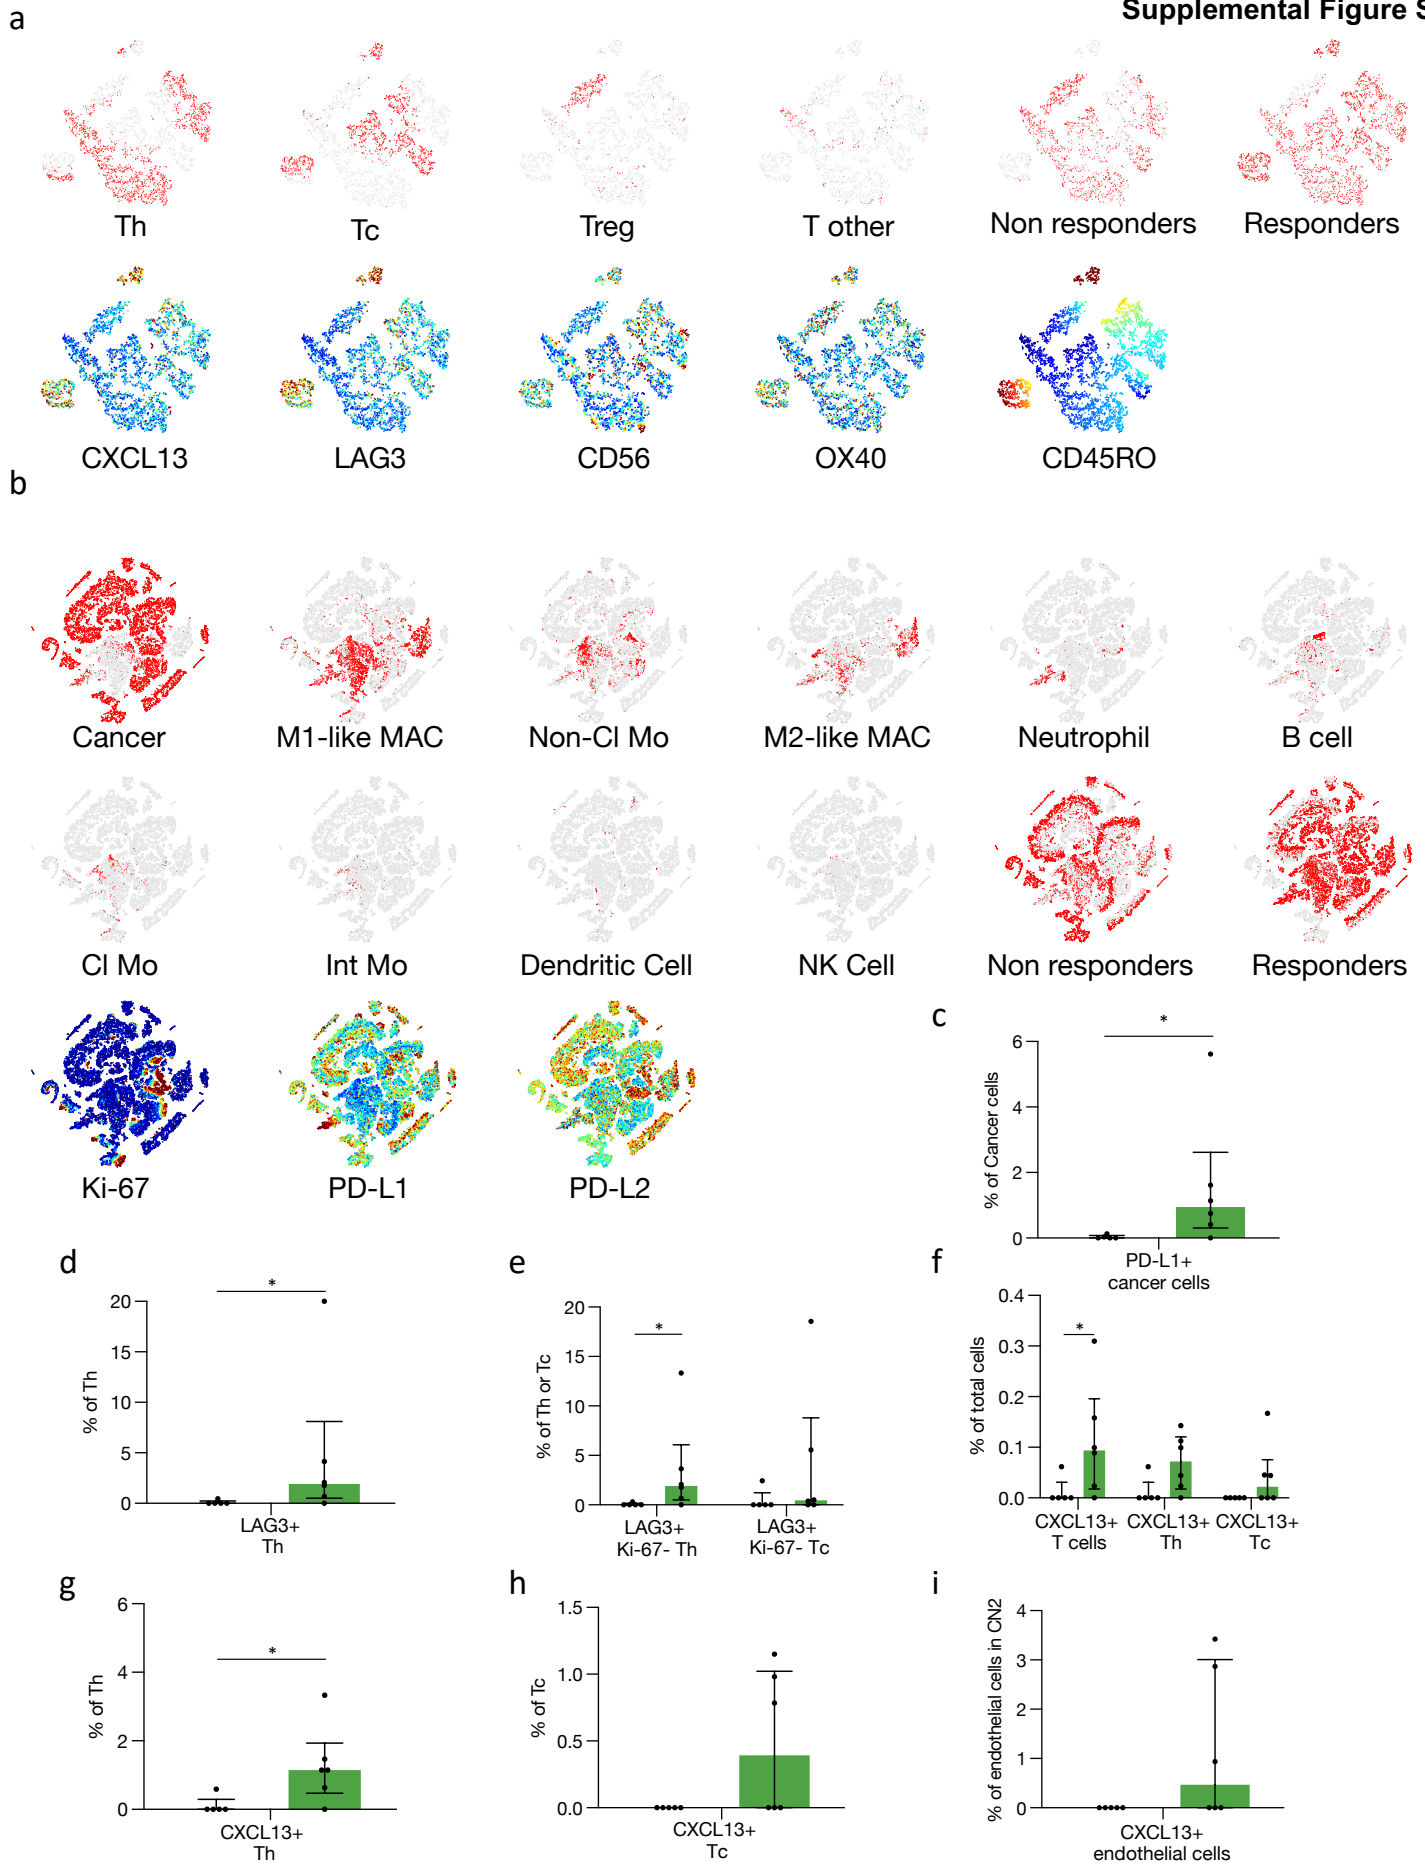 Supplemental Figure S
a
Th
Tc
Treg
T other
Non responders
Responders
CXCL13
LAG3
CD56
OX40
CD45RO
b
Cancer
M1-like MAC
Non-Cl Mo
M2-like MAC
Neutrophil
B cell
Cl Mo
Int Mo
Dendritic Cell
NK Cell
Non responders
Responders
Ki-67
PD-L1
PD-L2
c
*
6
4
2
0
% of Cancer cells
PD-L1+
cancer cells
d
*
20
15
10
5
0
% of Th
LAG3+
Th
e
20
15
10
5
0
% of Th or Tc
*
LAG3+
Ki-67- Th
LAG3+
Ki-67- Tc
f
0.4
0.3
0.2
0.1
0.0
% of total cells
*
CXCL13+
T cells
CXCL13+
Th
CXCL13+
Tc
g
6
4
2
0
% of Th
*
CXCL13+
Th
h
1.5
1.0
0.5
0.0
% of Tc
CXCL13+
Tc
i
4
3
2
1
0
% of endothelial cells in CN2
CXCL13+
endothelial cells